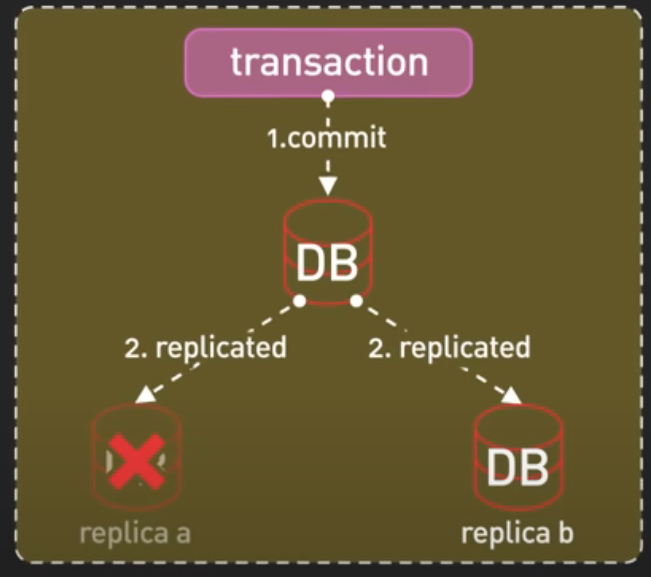 transaction
1.commit
DB
2. replicated
2. replicated
DB
replica a
replica b